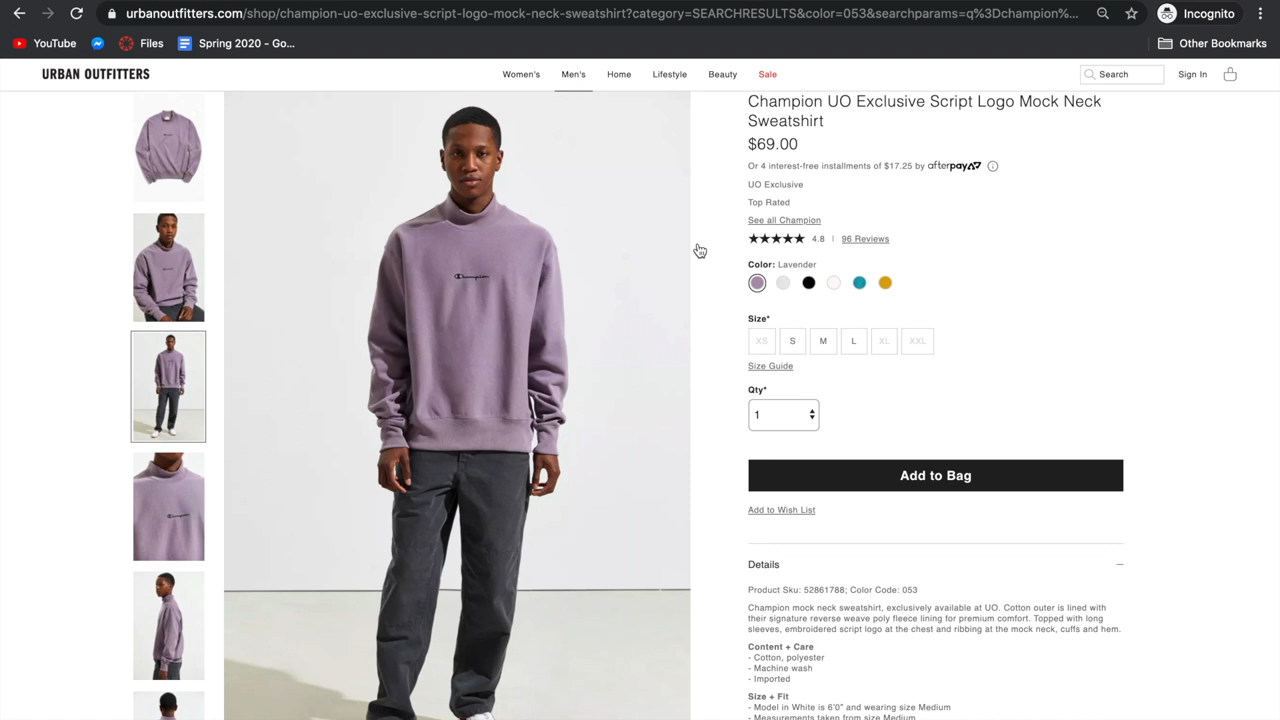 urbanoutfitters.com/shop/champion-uo-exclusive-script-logo-mock-neck-sweatshirt?category=SEARCHRESULTS&color=053&searchparams=q%3Dchampion%...
Incognito
YouTube
Files
Spring 2020 - Go...
Other Bookmarks
URBAN OUTFITTERS
Women's
Men's
Home
Lifestyle
Beauty
Sale
Search
Sign In
Champion UO Exclusive Script Logo Mock Neck
Sweatshirt
$69.00
Or 4 interest-free installments of $17.25 by afterpay
UO Exclusive
Top Rated
See all Champion
4.8 | 96 Reviews
Color: Lavender
Size*
XS S M L XL XXL
Size Guide
Qty*
1
Add to Bag
Add to Wish List
Details
Product Sku: 52861788; Color Code: 053
Champion mock neck sweatshirt, exclusively available at UO. Cotton outer is lined with
their signature reverse weave poly fleece lining for premium comfort. Topped with long
sleeves, embroidered script logo at the chest and ribbing at the mock neck, cuffs and hem.
Content + Care
- Cotton, polyester
- Machine wash
- Imported
Size + Fit
- Model in White is 6'0" and wearing size Medium
- Measurements taken from size Medium
Champion